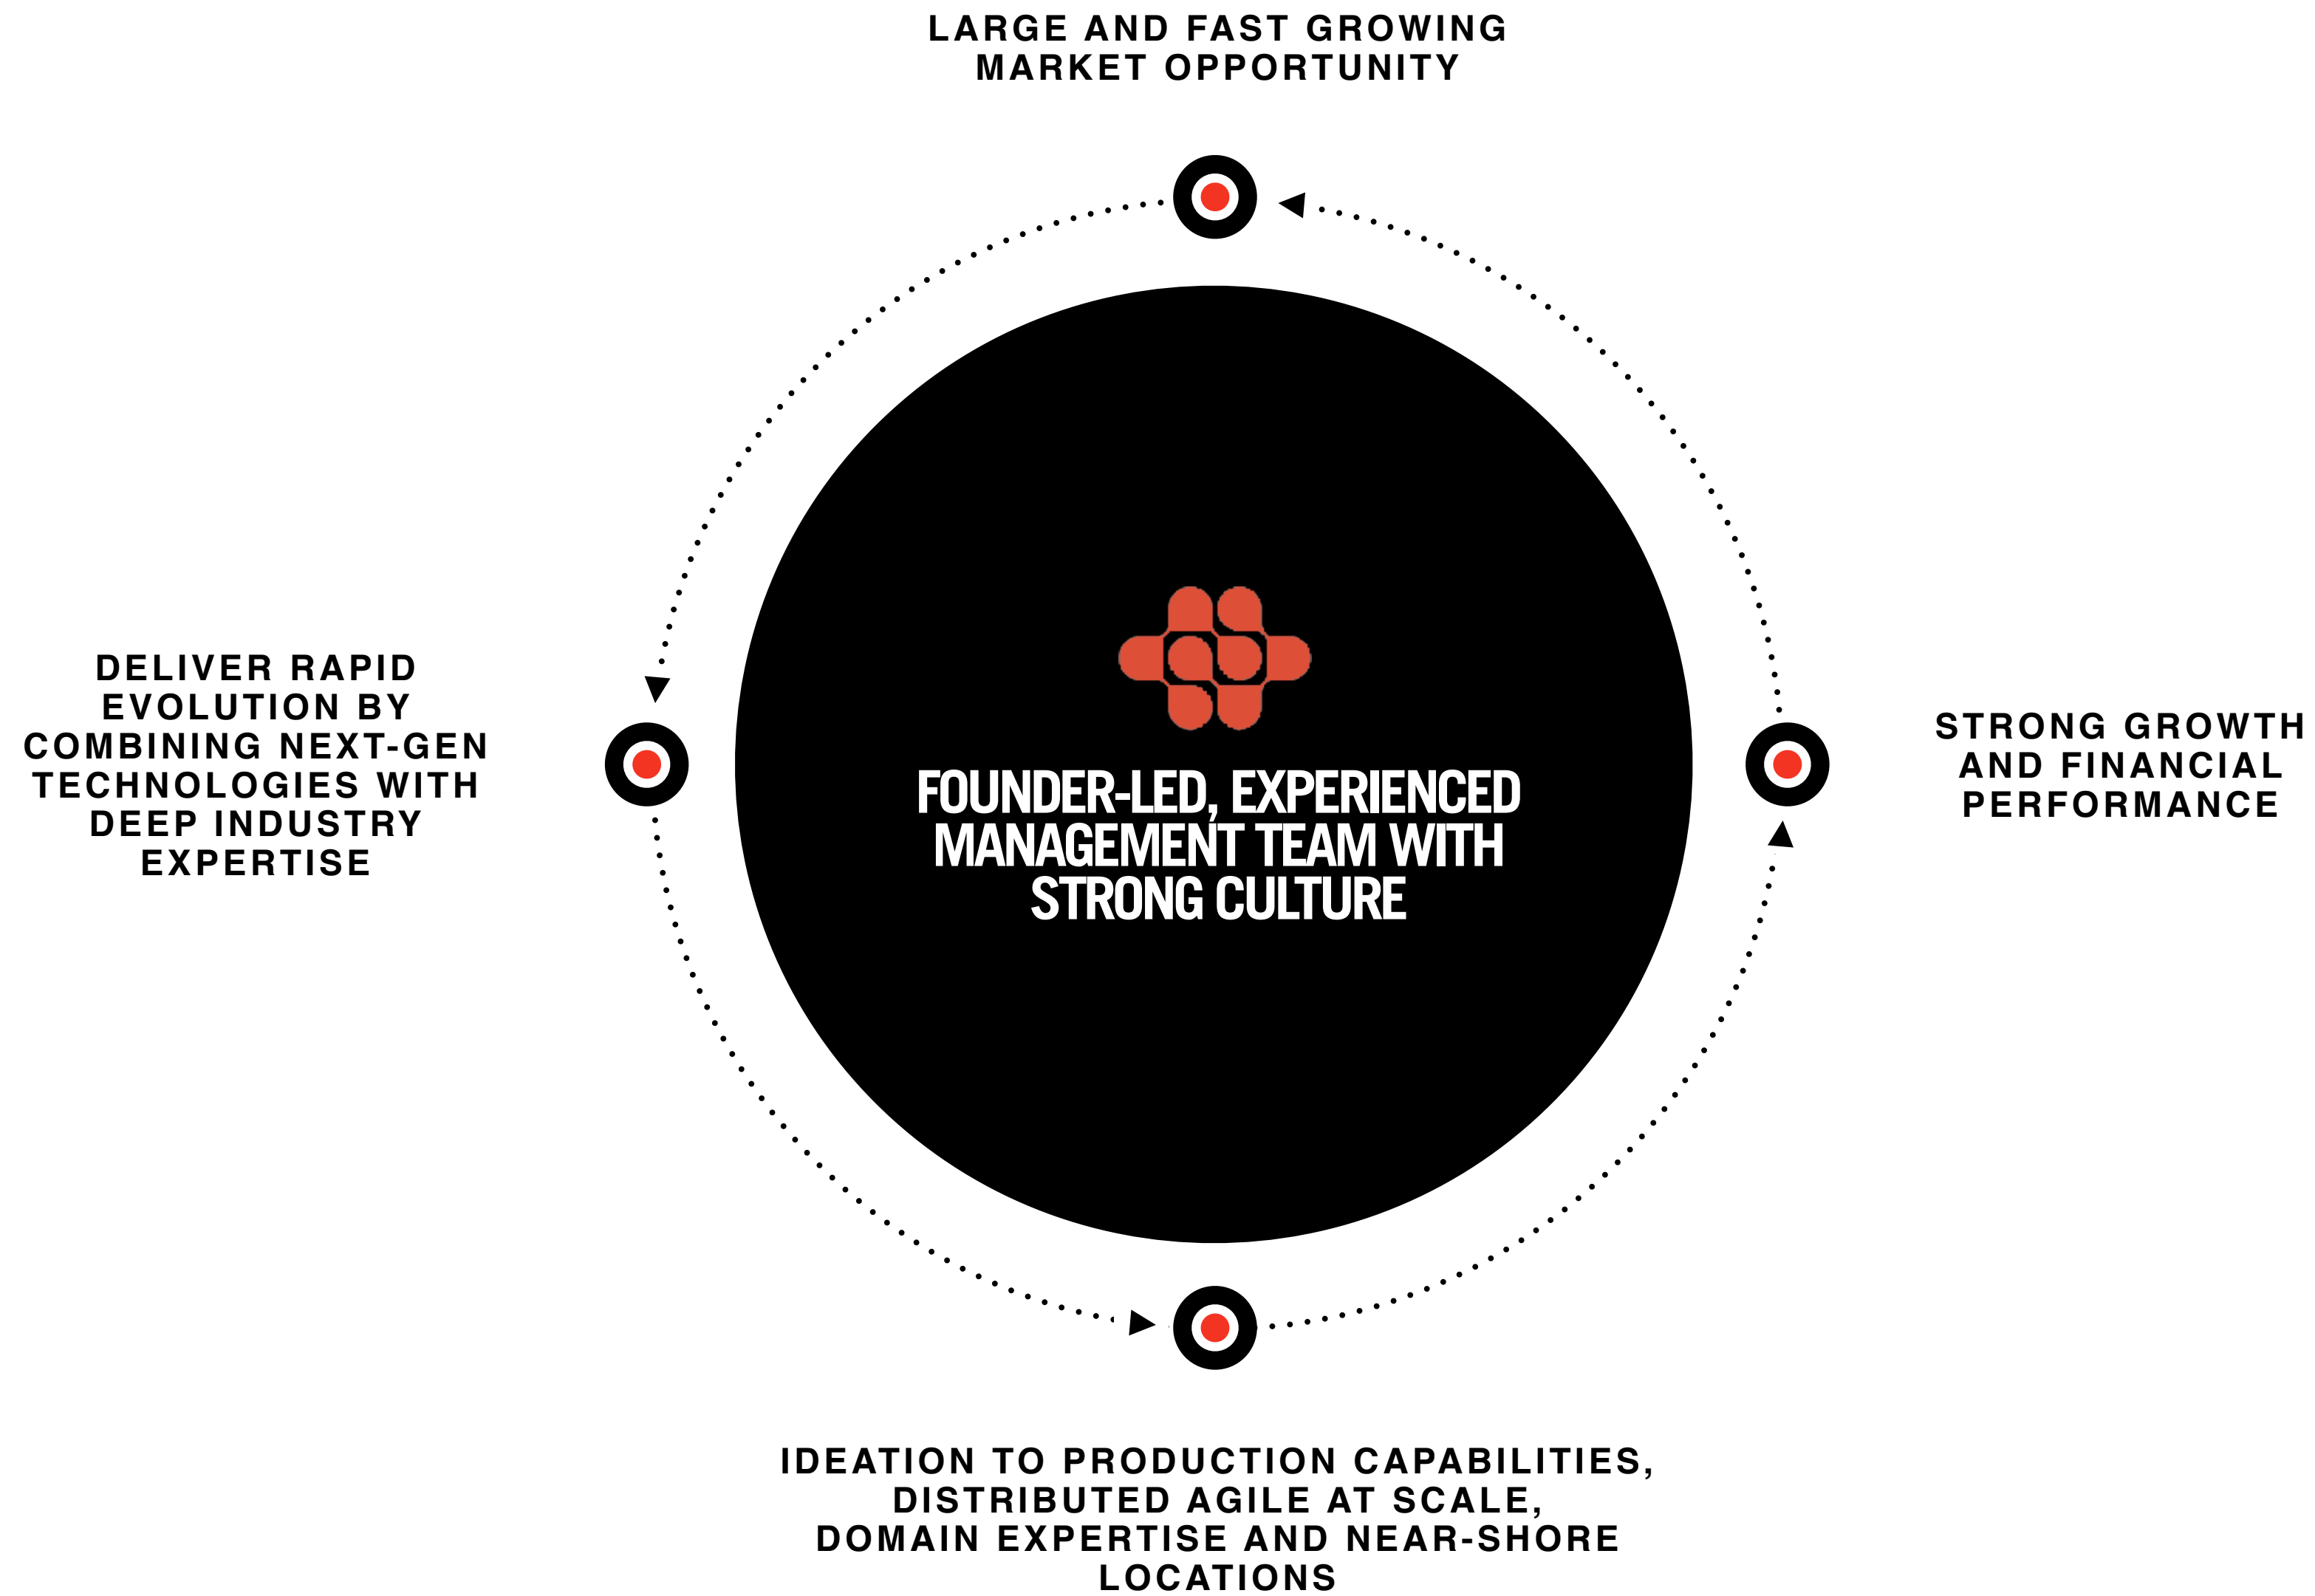 LARGE AND FAST GROWING
MARKET OPPORTUNITY
DELIVER RAPID
EVOLUTION BY
COMBINING NEXT-GEN
TECHNOLOGIES WITH
DEEP INDUSTRY
EXPERTISE
FOUNDER-LED, EXPERIENCED
MANAGEMENT TEAM WITH
STRONG CULTURE
STRONG GROWTH
AND FINANCIAL
PERFORMANCE
IDEATION TO PRODUCTION CAPABILITIES,
DISTRIBUTED AGILE AT SCALE,
DOMAIN EXPERTISE AND NEAR-SHORE
LOCATIONS